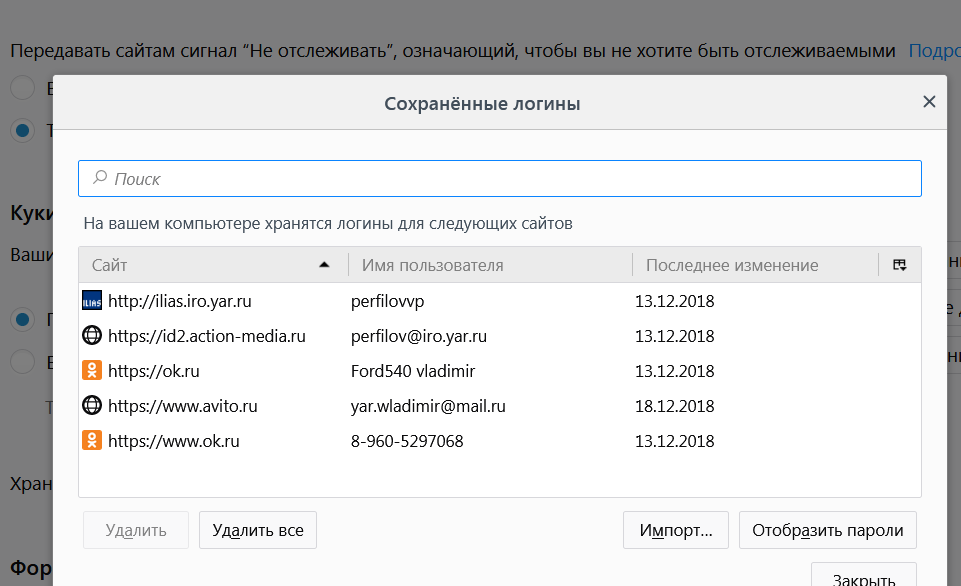 Передавать сайтам сигнал “Не отслеживать”, означающий, чтобы вы не хотите быть отслеживаемыми
Сохранённые логины
Поиск
Куки
На вашем компьютере хранятся логины для следующих сайтов
Сайт Имя пользователя Последнее изменение
ILIAS http://ilias.iro.yar.ru perfilovvp 13.12.2018
https://id2.action-media.ru perfilov@iro.yar.ru 13.12.2018
https://ok.ru Ford540 vladimir 13.12.2018
https://www.avito.ru yar.wladimir@mail.ru 18.12.2018
https://www.ok.ru 8-960-5297068 13.12.2018
Удалить Удалить все Импорт... Отобразить пароли
Закрыть